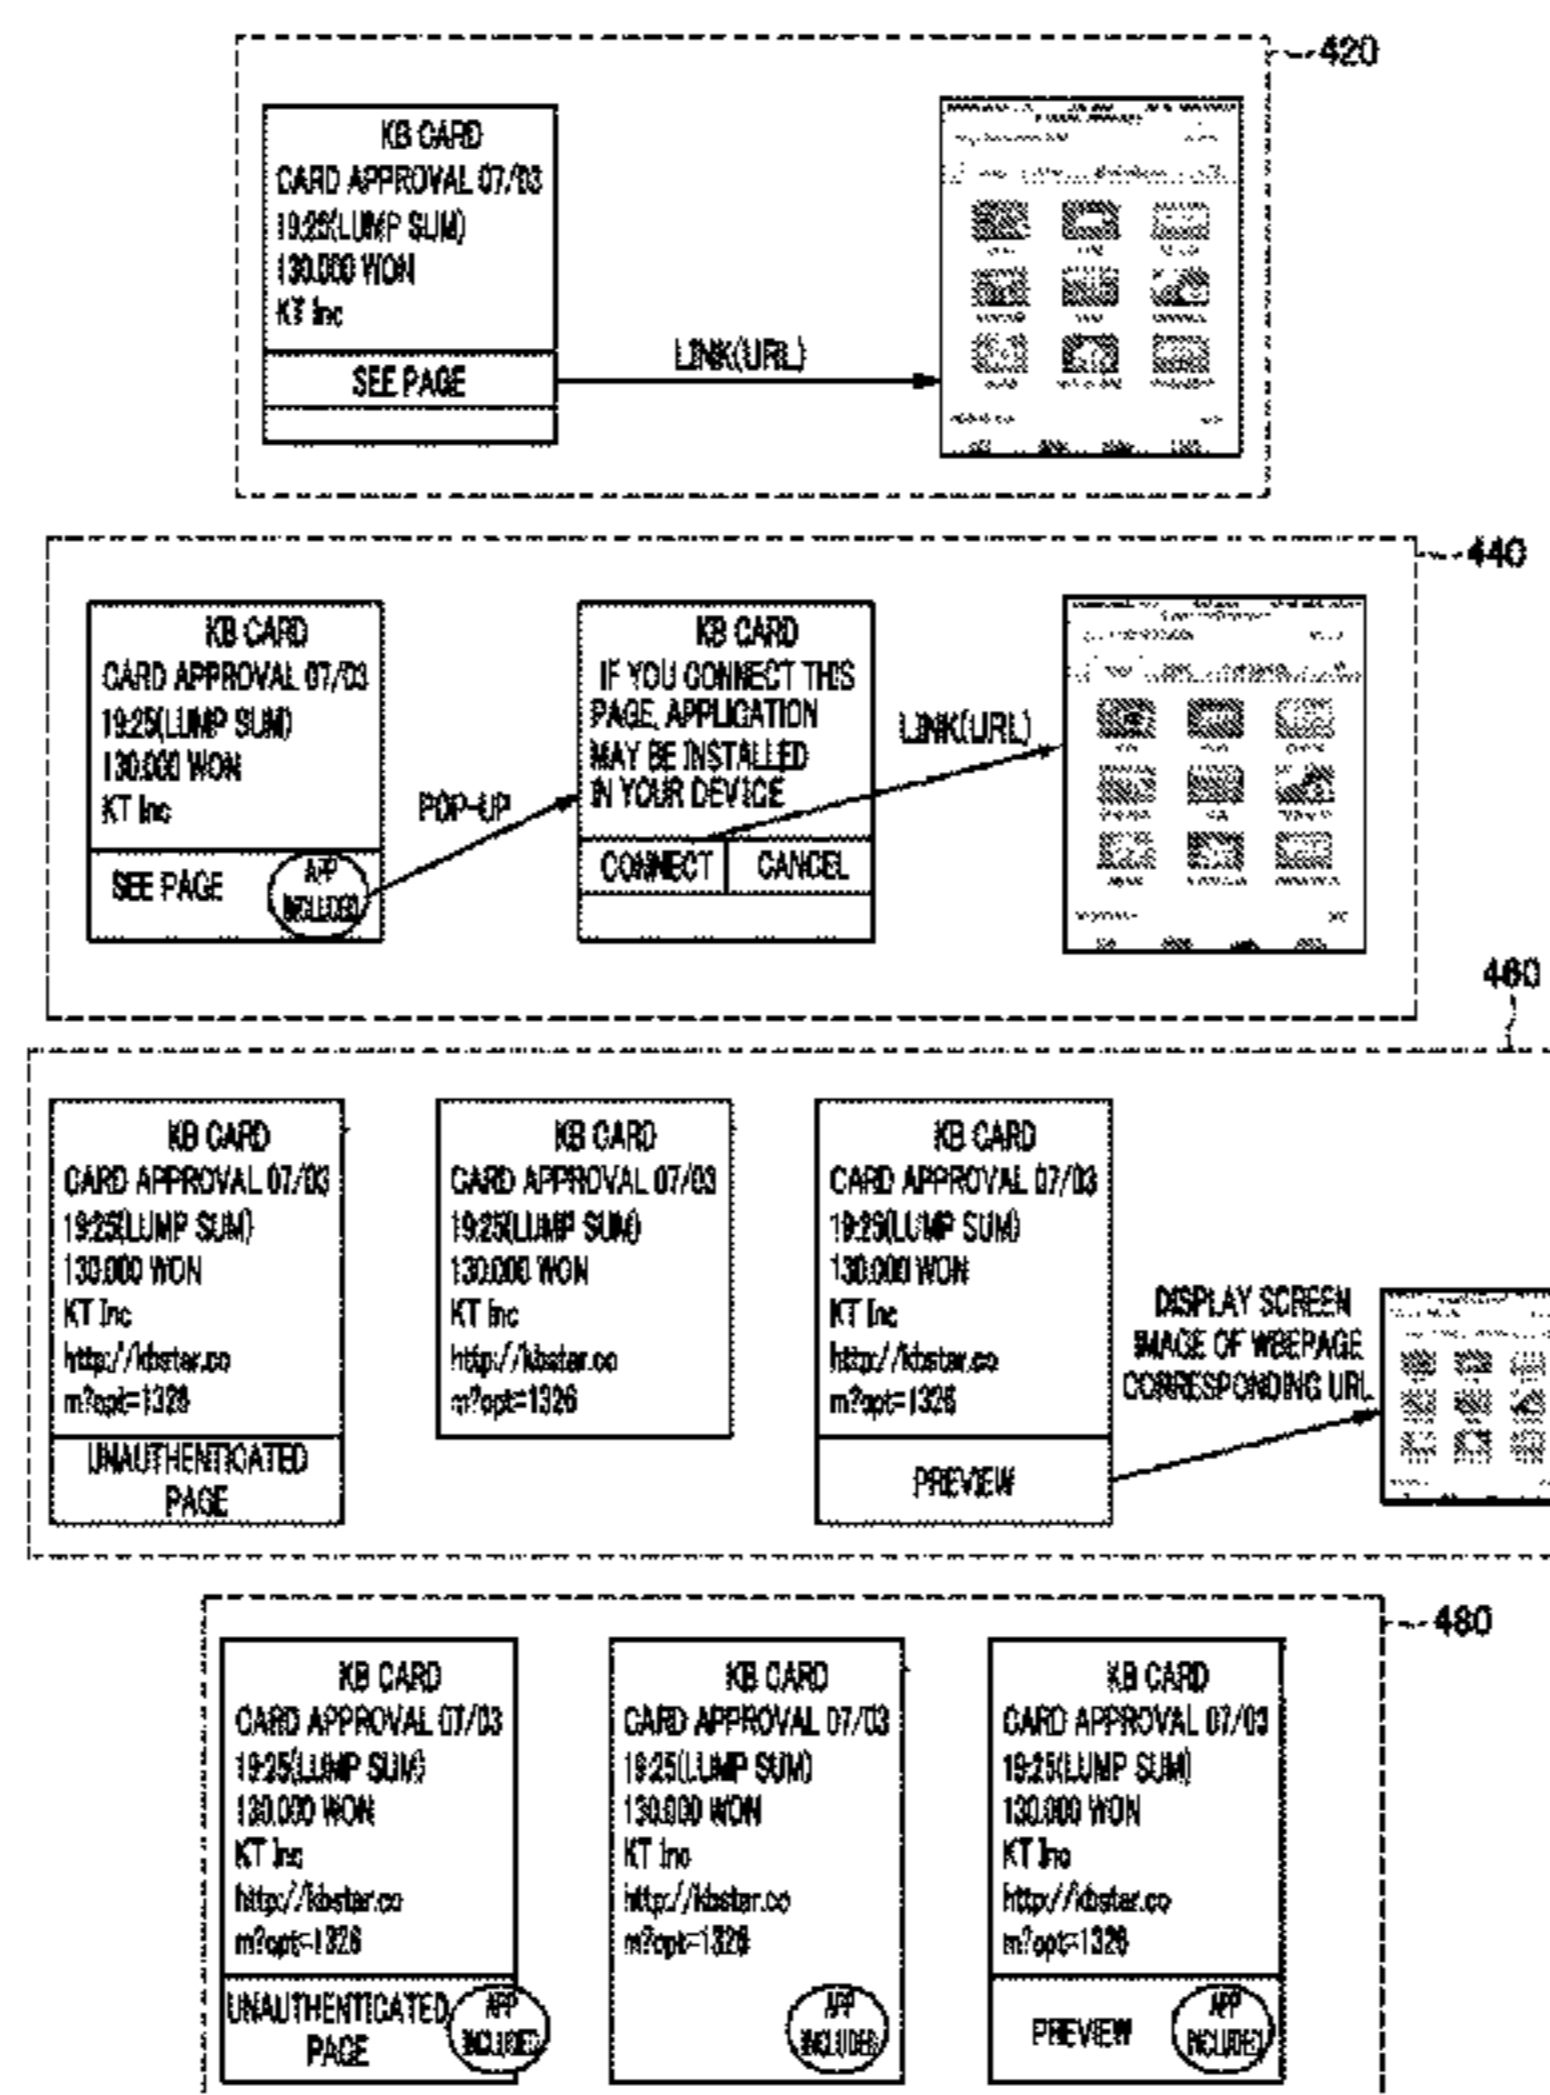 420
KB CARD
CARD APPROVAL 07/03
19:25(LUMP SUM)
130.000 WON
KT Inc
SEE PAGE
LINK(URL)
440
KB CARD
CARD APPROVAL 07/03
19:25(LUMP SUM)
130.000 WON
KT Inc
SEE PAGE
APP
INCLUDED
POP-UP
KB CARD
IF YOU CONNECT THIS
PAGE, APPLICATION
MAY BE INSTALLED
IN YOUR DEVICE
CONNECT
CANCEL
LINK(URL)
460
KB CARD
CARD APPROVAL 07/03
19:25(LUMP SUM)
130.000 WON
KT Inc
http://kbstar.co
m?opt=1326
UNAUTHENTICATED
PAGE
KB CARD
CARD APPROVAL 07/03
19:25(LUMP SUM)
130.000 WON
KT Inc
http://kbstar.co
m?opt=1326
KB CARD
CARD APPROVAL 07/03
19:25(LUMP SUM)
130.000 WON
KT Inc
http://kbstar.co
m?opt=1326
PREVIEW
DISPLAY SCREEN
IMAGE OF WBEPAGE
CORRESPONDING URL
480
KB CARD
CARD APPROVAL 07/03
19:25(LUMP SUM)
130.000 WON
KT Inc
http://kbstar.co
m?opt=1326
UNAUTHENTICATED
PAGE
APP
INCLUDED
KB CARD
CARD APPROVAL 07/03
19:25(LUMP SUM)
130.000 WON
KT Inc
http://kbstar.co
m?opt=1326
APP
INCLUDED
KB CARD
CARD APPROVAL 07/03
19:25(LUMP SUM)
130.000 WON
KT Inc
http://kbstar.co
m?opt=1326
PREVIEW
APP
INCLUDED